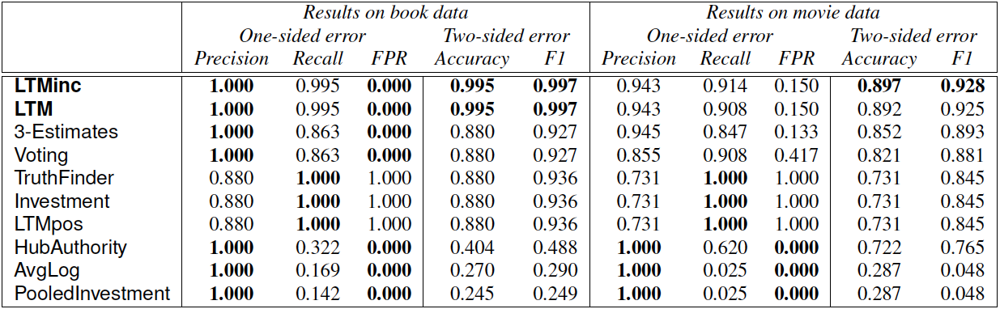 Results on book data Results on movie data
One-sided error Two-sided error One-sided error Two-sided error
Precision Recall FPR Accuracy F1 Precision Recall FPR Accuracy F1
LTMinc 1.000 0.995 0.000 0.995 0.997 0.943 0.914 0.150 0.897 0.928
LTM 1.000 0.995 0.000 0.995 0.997 0.943 0.908 0.150 0.892 0.925
3-Estimates 1.000 0.863 0.000 0.880 0.927 0.945 0.847 0.133 0.852 0.893
Voting 1.000 0.863 0.000 0.880 0.927 0.855 0.908 0.417 0.821 0.881
TruthFinder 0.880 1.000 1.000 0.880 0.936 0.731 1.000 1.000 0.731 0.845
Investment 0.880 1.000 1.000 0.880 0.936 0.731 1.000 1.000 0.731 0.845
LTMpos 0.880 1.000 1.000 0.880 0.936 0.731 1.000 1.000 0.731 0.845
HubAuthority 1.000 0.322 0.000 0.404 0.488 1.000 0.620 0.000 0.722 0.765
AvgLog 1.000 0.169 0.000 0.270 0.290 1.000 0.025 0.000 0.287 0.048
PooledInvestment 1.000 0.142 0.000 0.245 0.249 1.000 0.025 0.000 0.287 0.048